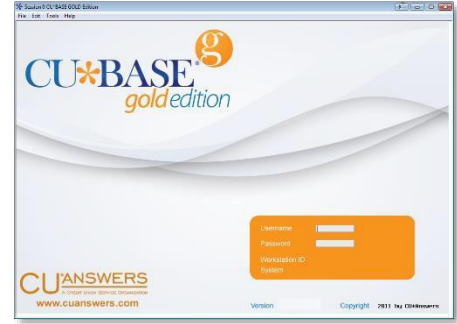 Session 0 CU*BASE GOLD Edition
File Edit Tools Help
CU*BASE g
gold edition
Username
Password
Workstation ID
System
CU*ANSWERS
A CREDIT UNION SERVICE ORGANIZATION
www.cuanswers.com
Version
Copyright 2011 by CU*Answers